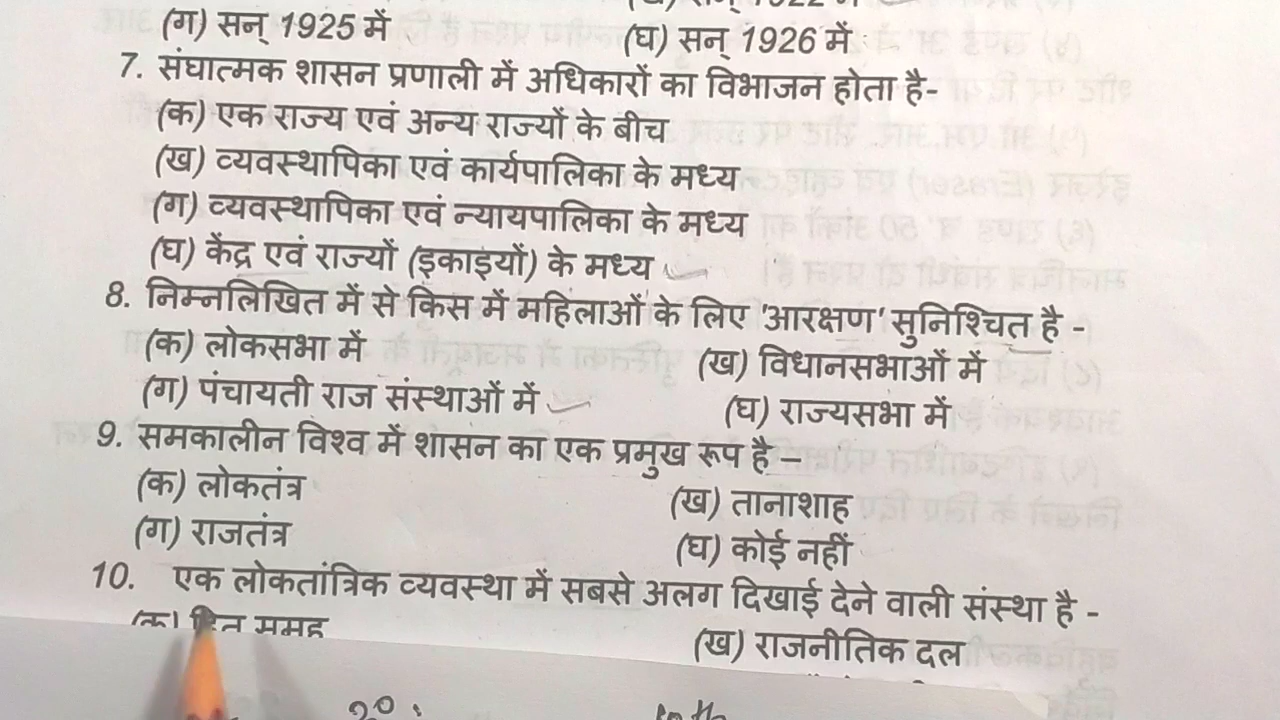 (ग) सन् 1925 में (घ) सन् 1926 में
7. संघात्मक शासन प्रणाली में अधिकारों का विभाजन होता है-
(क) एक राज्य एवं अन्य राज्यों के बीच
(ख) व्यवस्थापिका एवं कार्यपालिका के मध्य
(ग) व्यवस्थापिका एवं न्यायपालिका के मध्य
(घ) केंद्र एवं राज्यों (इकाइयों) के मध्य
8. निम्नलिखित में से किस में महिलाओं के लिए 'आरक्षण' सुनिश्चित है -
(क) लोकसभा में (ख) विधानसभाओं में
(ग) पंचायती राज संस्थाओं में (घ) राज्यसभा में
9. समकालीन विश्व में शासन का एक प्रमुख रूप है –
(क) लोकतंत्र (ख) तानाशाह
(ग) राजतंत्र (घ) कोई नहीं
10. एक लोकतांत्रिक व्यवस्था में सबसे अलग दिखाई देने वाली संस्था है -
(क) समूह (ख) राजनीतिक दल